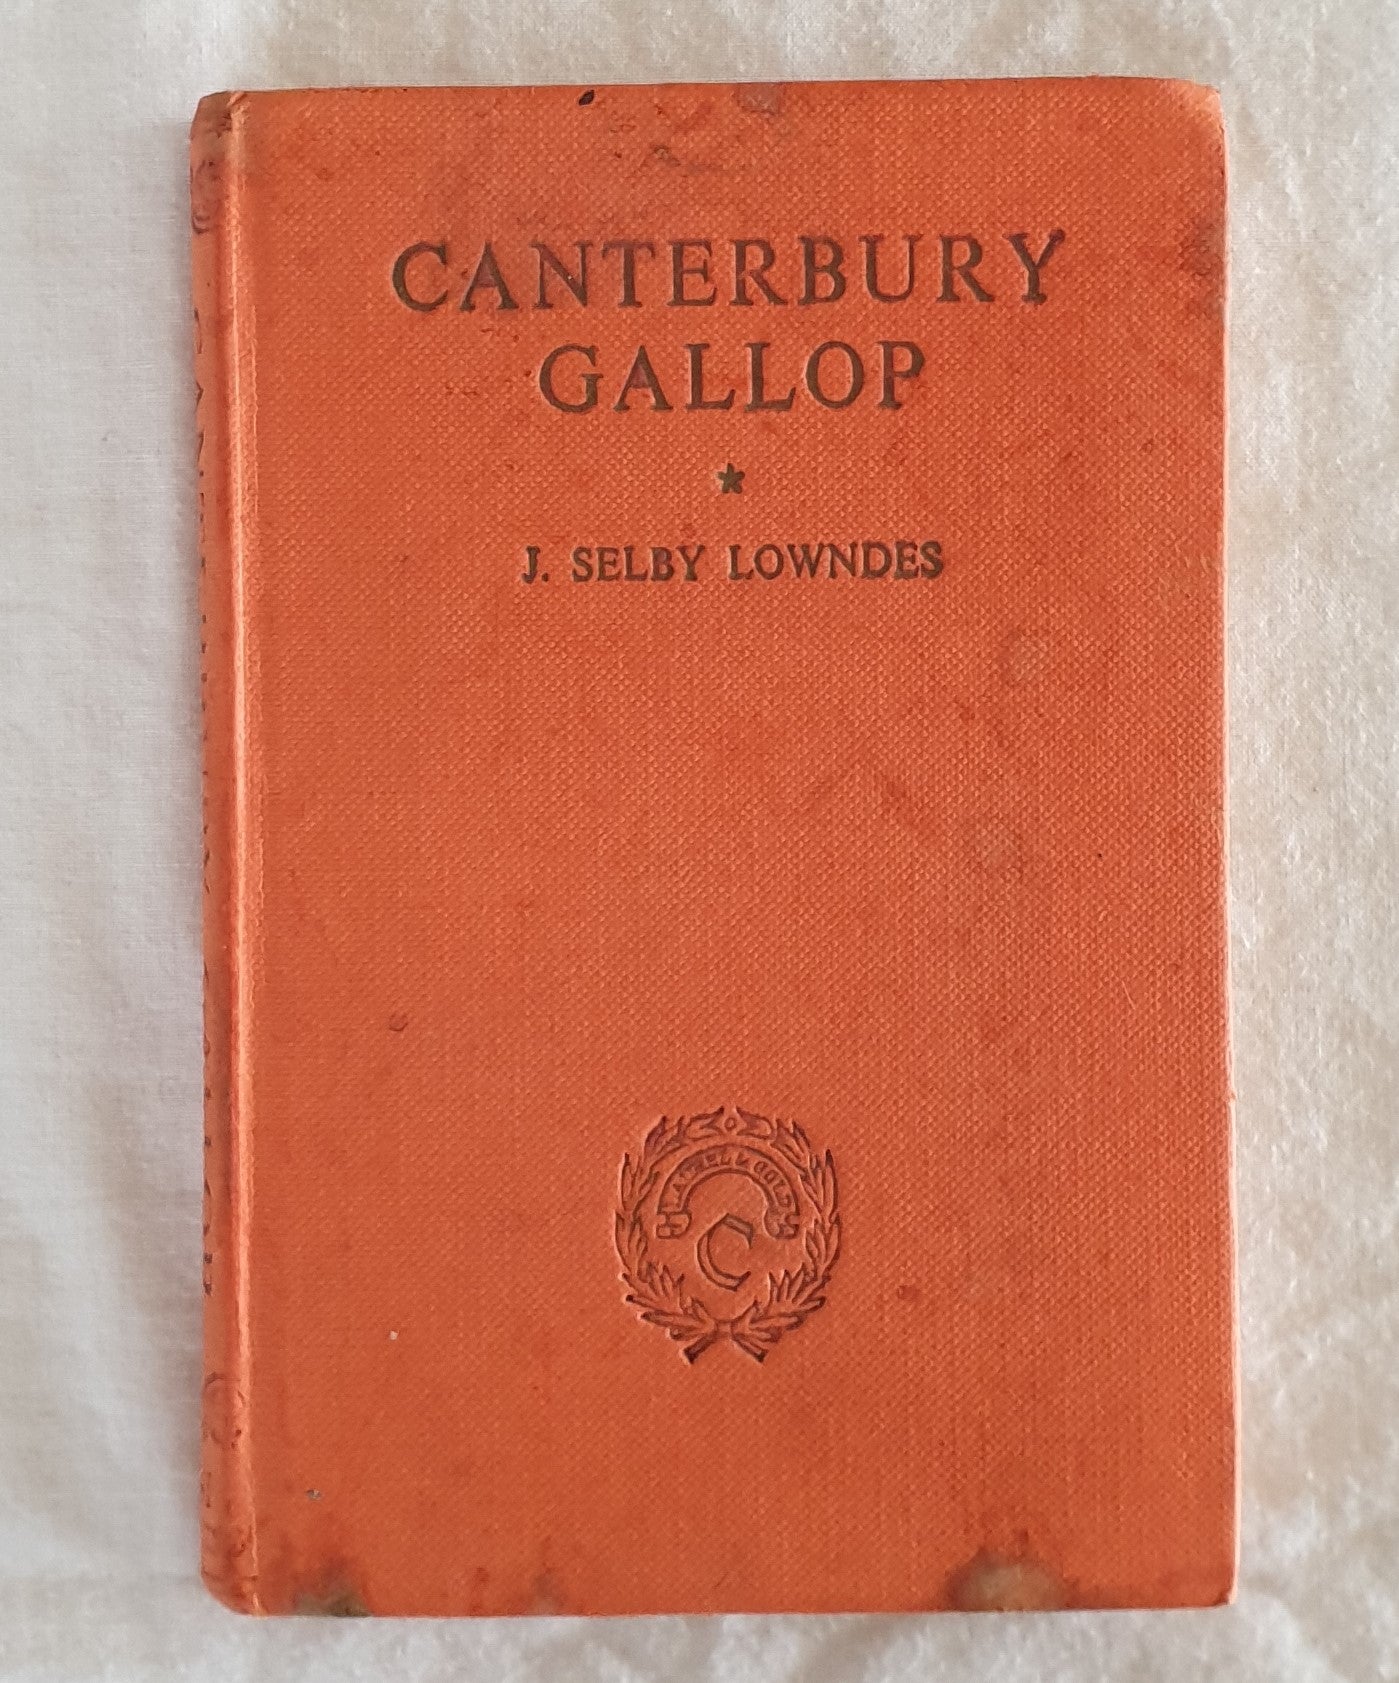 CANTERBURY
GALLOP
J. SELBY LOWNDES
C